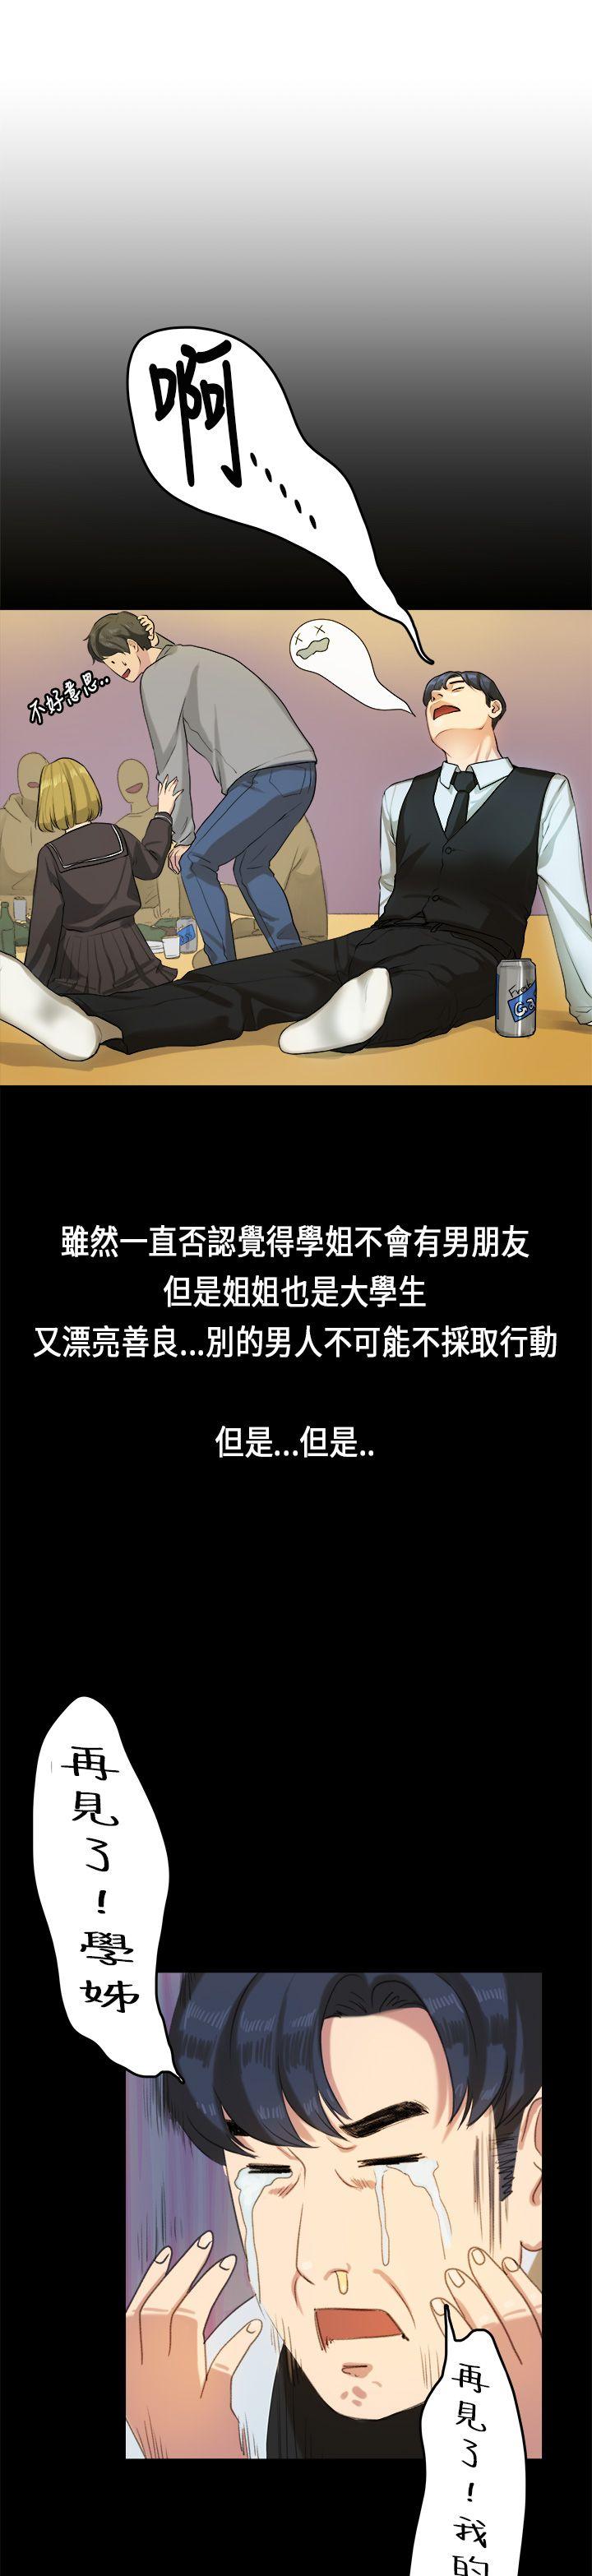 啊......
不好意思..
雖然一直否認覺得學姐不會有男朋友
但是姐姐也是大學生
又漂亮善良...別的男人不可能不採取行動
但是...但是..
再見了！學姊
再見了！我的